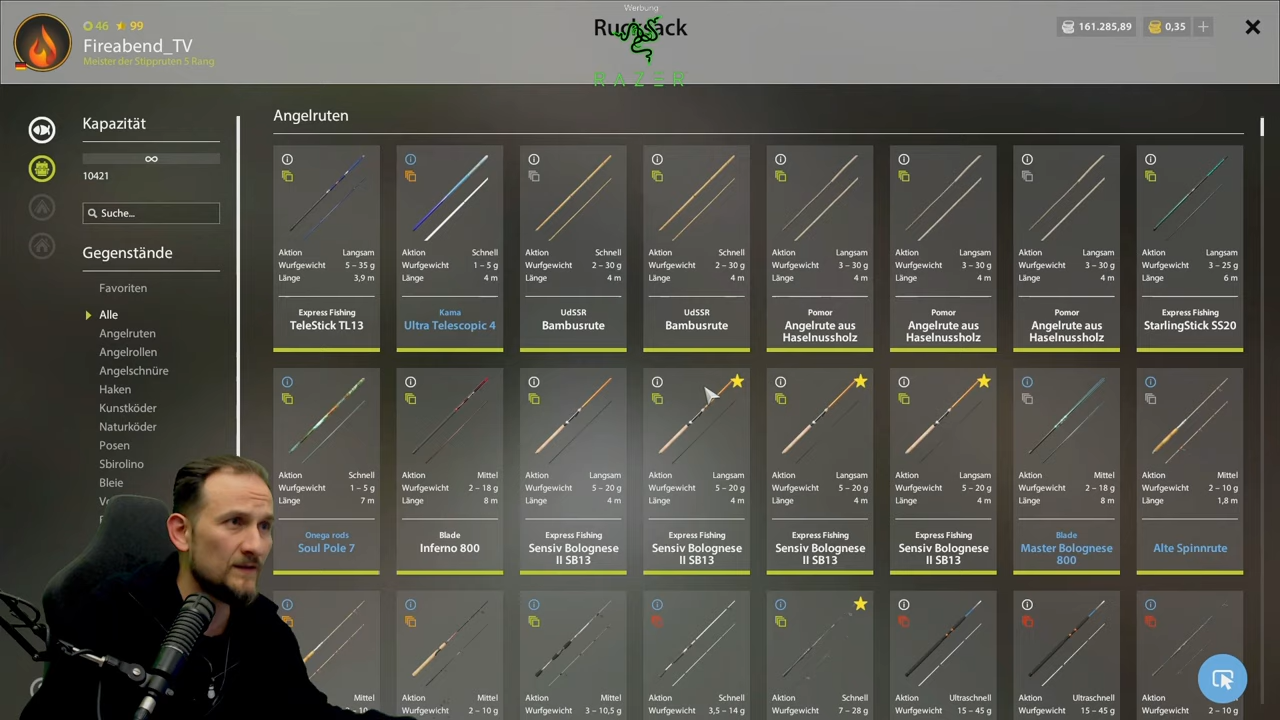 Werbung
46 99
Fireabend_TV
Meister der Stippruten 5 Rang
Rucksack
RAZER
161.285,89
0,35
Kapazität
∞
10421
Suche...
Gegenstände
Favoriten
Alle
Angelruten
Angelrollen
Angelschnüre
Haken
Kunstköder
Naturköder
Posen
Sbirolino
Bleie
Angelruten
Aktion Langsam
Wurfgewicht 5 – 35 g
Länge 3,9 m
Express Fishing
TeleStick TL13
Aktion Schnell
Wurfgewicht 1 – 5 g
Länge 4 m
Kama
Ultra Telescopic 4
Aktion Schnell
Wurfgewicht 2 – 30 g
Länge 4 m
UdSSR
Bambusrute
Aktion Schnell
Wurfgewicht 2 – 30 g
Länge 4 m
UdSSR
Bambusrute
Aktion Langsam
Wurfgewicht 3 – 30 g
Länge 4 m
Pomor
Angelrute aus
Haselnussholz
Aktion Langsam
Wurfgewicht 3 – 30 g
Länge 4 m
Pomor
Angelrute aus
Haselnussholz
Aktion Langsam
Wurfgewicht 3 – 30 g
Länge 4 m
Pomor
Angelrute aus
Haselnussholz
Aktion Langsam
Wurfgewicht 3 – 25 g
Länge 6 m
Express Fishing
StarlingStick SS20
Aktion Schnell
Wurfgewicht 1 – 5 g
Länge 7 m
Onega rods
Soul Pole 7
Aktion Mittel
Wurfgewicht 2 – 18 g
Länge 8 m
Blade
Inferno 800
Aktion Langsam
Wurfgewicht 5 – 20 g
Länge 4 m
Express Fishing
Sensiv Bolognese
II SB13
Aktion Langsam
Wurfgewicht 5 – 20 g
Länge 4 m
Express Fishing
Sensiv Bolognese
II SB13
Aktion Langsam
Wurfgewicht 5 – 20 g
Länge 4 m
Express Fishing
Sensiv Bolognese
II SB13
Aktion Langsam
Wurfgewicht 5 – 20 g
Länge 4 m
Express Fishing
Sensiv Bolognese
II SB13
Aktion Mittel
Wurfgewicht 2 – 18 g
Länge 8 m
Blade
Master Bolognese
800
Aktion Mittel
Wurfgewicht 2 – 10 g
Länge 1,8 m
Alte Spinnrute
Mittel
Aktion Mittel
Wurfgewicht 2 – 10 g
Aktion Mittel
Wurfgewicht 3 – 10,5 g
Aktion Schnell
Wurfgewicht 3,5 – 14 g
Aktion Schnell
Wurfgewicht 7 – 28 g
Aktion Ultraschnell
Wurfgewicht 15 – 45 g
Aktion Ultraschnell
Wurfgewicht 15 – 45 g
Aktion Schnell
Wurfgewicht 2 – 10 g